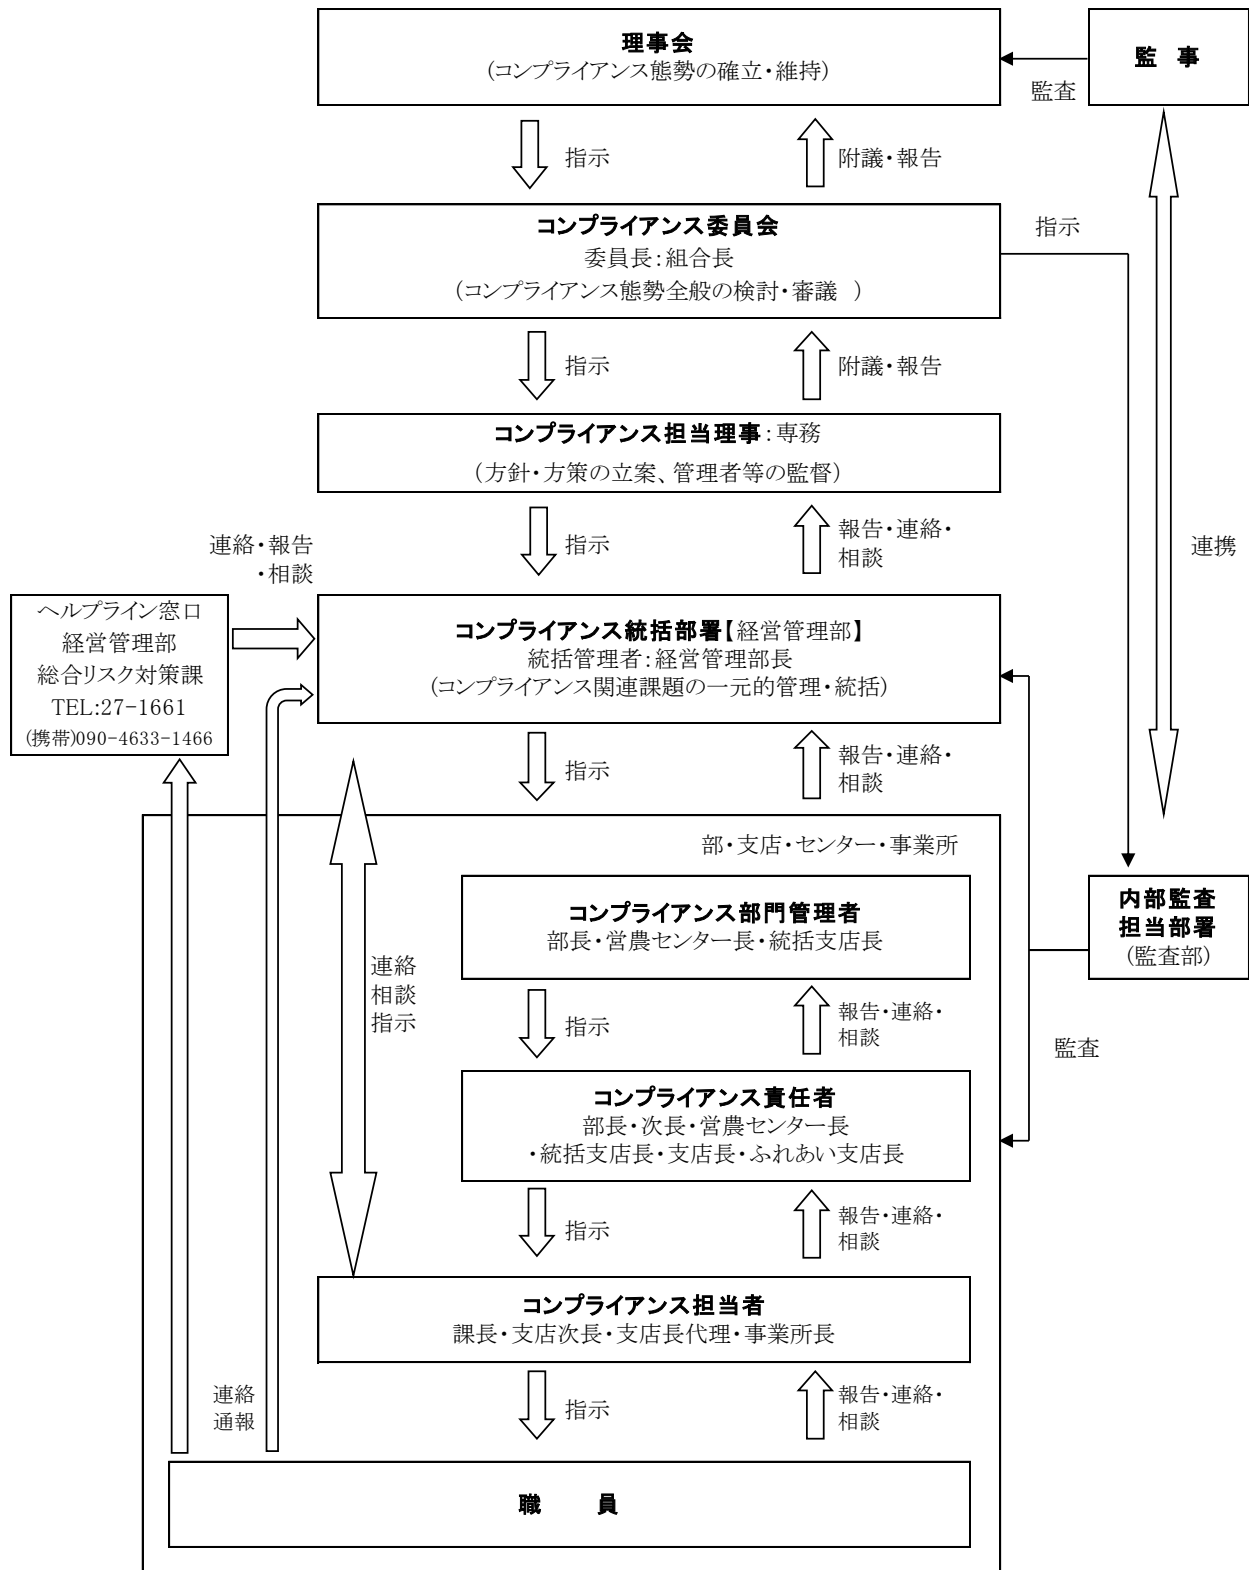 理事会
(コンプライアンス態勢の確立・維持)
監　事
監査
指示
附議・報告
コンプライアンス委員会
委員長:組合長
(コンプライアンス態勢全般の検討・審議　)
指示
指示
附議・報告
コンプライアンス担当理事:専務
(方針・方策の立案、管理者等の監督)
連絡・報告
・相談
指示
報告・連絡・
相談
連携
ヘルプライン窓口
経営管理部
総合リスク対策課
TEL:27-1661
(携帯)090-4633-1466
コンプライアンス統括部署【経営管理部】
統括管理者:経営管理部長
(コンプライアンス関連課題の一元的管理・統括)
指示
報告・連絡・
相談
部・支店・センター・事業所
コンプライアンス部門管理者
部長・営農センター長・統括支店長
内部監査
担当部署
(監査部)
連絡
相談
指示
指示
報告・連絡・
相談
監査
コンプライアンス責任者
部長・次長・営農センター長
・統括支店長・支店長・ふれあい支店長
指示
報告・連絡・
相談
コンプライアンス担当者
課長・支店次長・支店長代理・事業所長
連絡
通報
指示
報告・連絡・
相談
職　　員